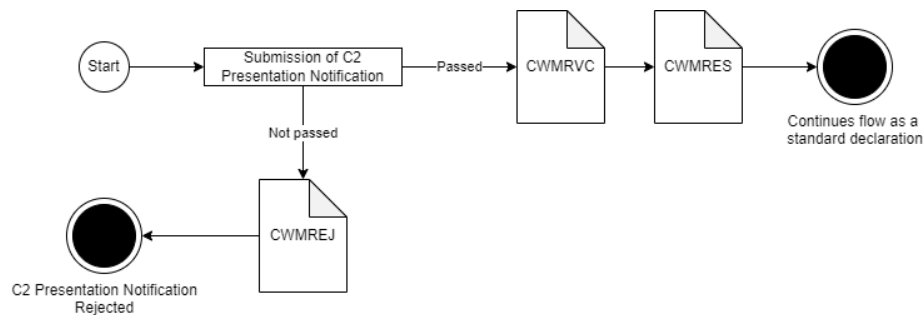 Start
Submission of C2
Presentation Notification
Passed
CWMRVC
CWMRES
Continues flow as a
standard declaration
Not passed
CWMREJ
C2 Presentation Notification
Rejected